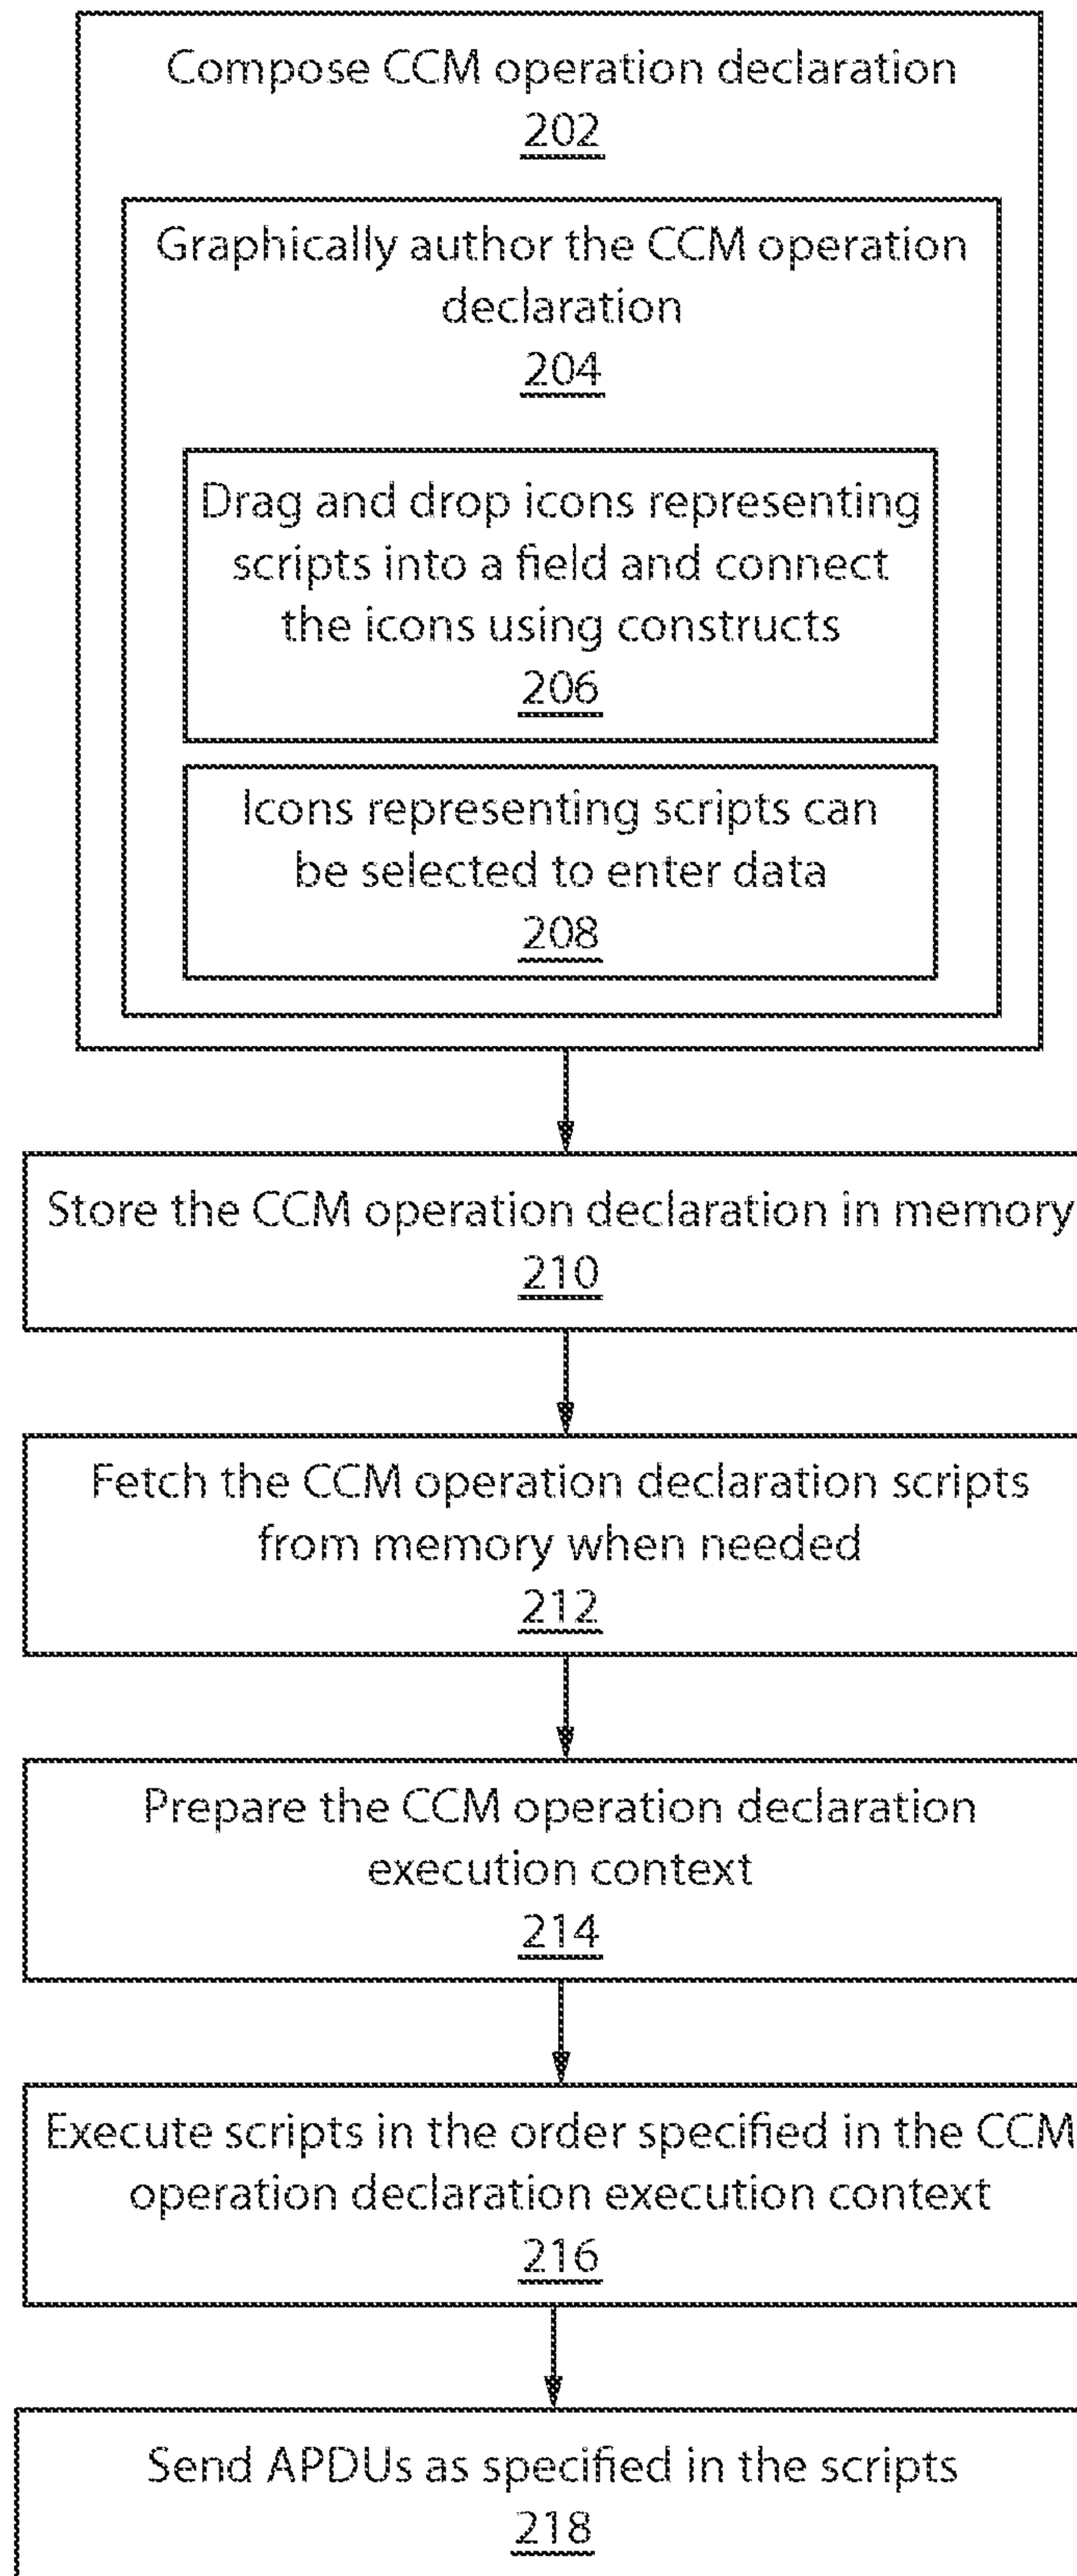 Compose CCM operation declaration
202
Graphically author the CCM operation
declaration
204
Drag and drop icons representing
scripts into a field and connect
the icons using constructs
206
Icons representing scripts can
be selected to enter data
208
Store the CCM operation declaration in memory
210
Fetch the CCM operation declaration scripts
from memory when needed
212
Prepare the CCM operation declaration
execution context
214
Execute scripts in the order specified in the CCM
operation declaration execution context
216
Send APDUs as specified in the scripts
218